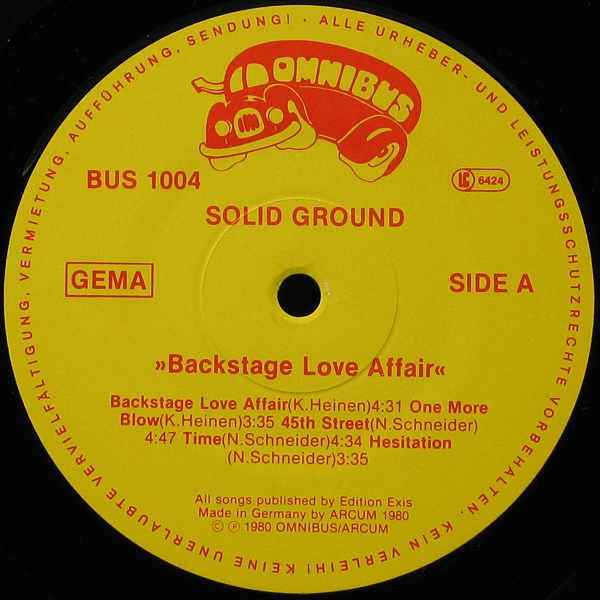 ALLE URHEBER- UND LEISTUNGSSCHUTZRECHTE VORBEHALTEN. KEIN VERLEIH! KEINE UNERLAUBTE VERVIELFÄLTIGUNG, VERMIETUNG, AUFFÜHRUNG, SENDUNG! ·
OMNIBUS
BUS 1004
LC 6424
SOLID GROUND
GEMA
SIDE A
»Backstage Love Affair«
Backstage Love Affair(K.Heinen)4:31 One More
Blow(K.Heinen)3:35 45th Street(N.Schneider)
4:47 Time(N.Schneider)4:34 Hesitation
(N.Schneider)3:35
All songs published by Edition Exis
Made in Germany by ARCUM 1980
© ℗ 1980 OMNIBUS/ARCUM